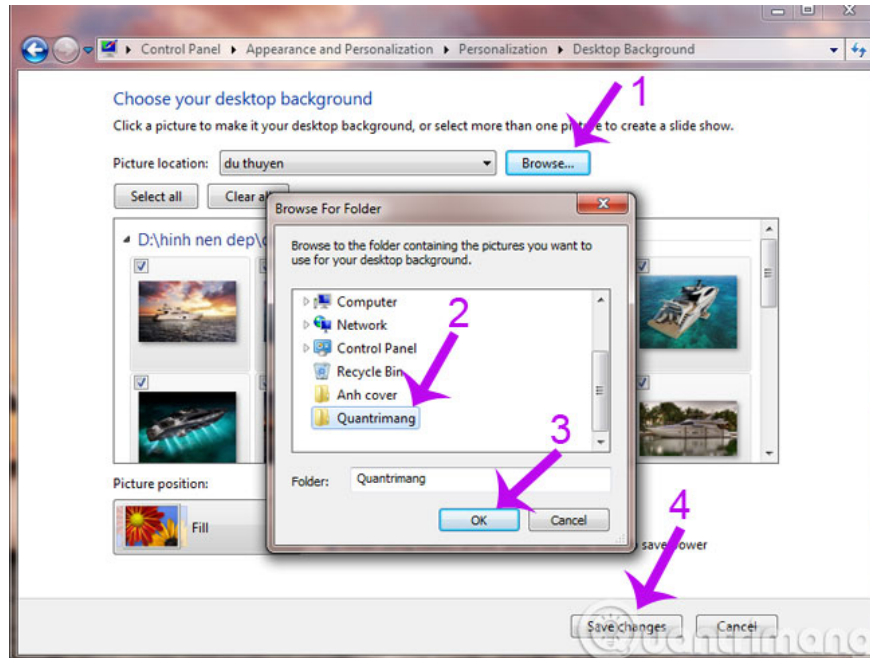 Control Panel ▸ Appearance and Personalization ▸ Personalization ▸ Desktop Background
Choose your desktop background
1
Click a picture to make it your desktop background, or select more than one picture to create a slide show.
Picture location: du thuyen Browse...
Select all Clear a
Browse For Folder
D:\hinh nen dep\
Browse to the folder containing the pictures you want to
use for your desktop background.
Computer
2
Network
Control Panel
Recycle Bin
Anh cover
Quantrimang
3
Picture position:
Folder: Quantrimang
Fill
OK Cancel
4
save power
Save changes Cancel
Quantrimang